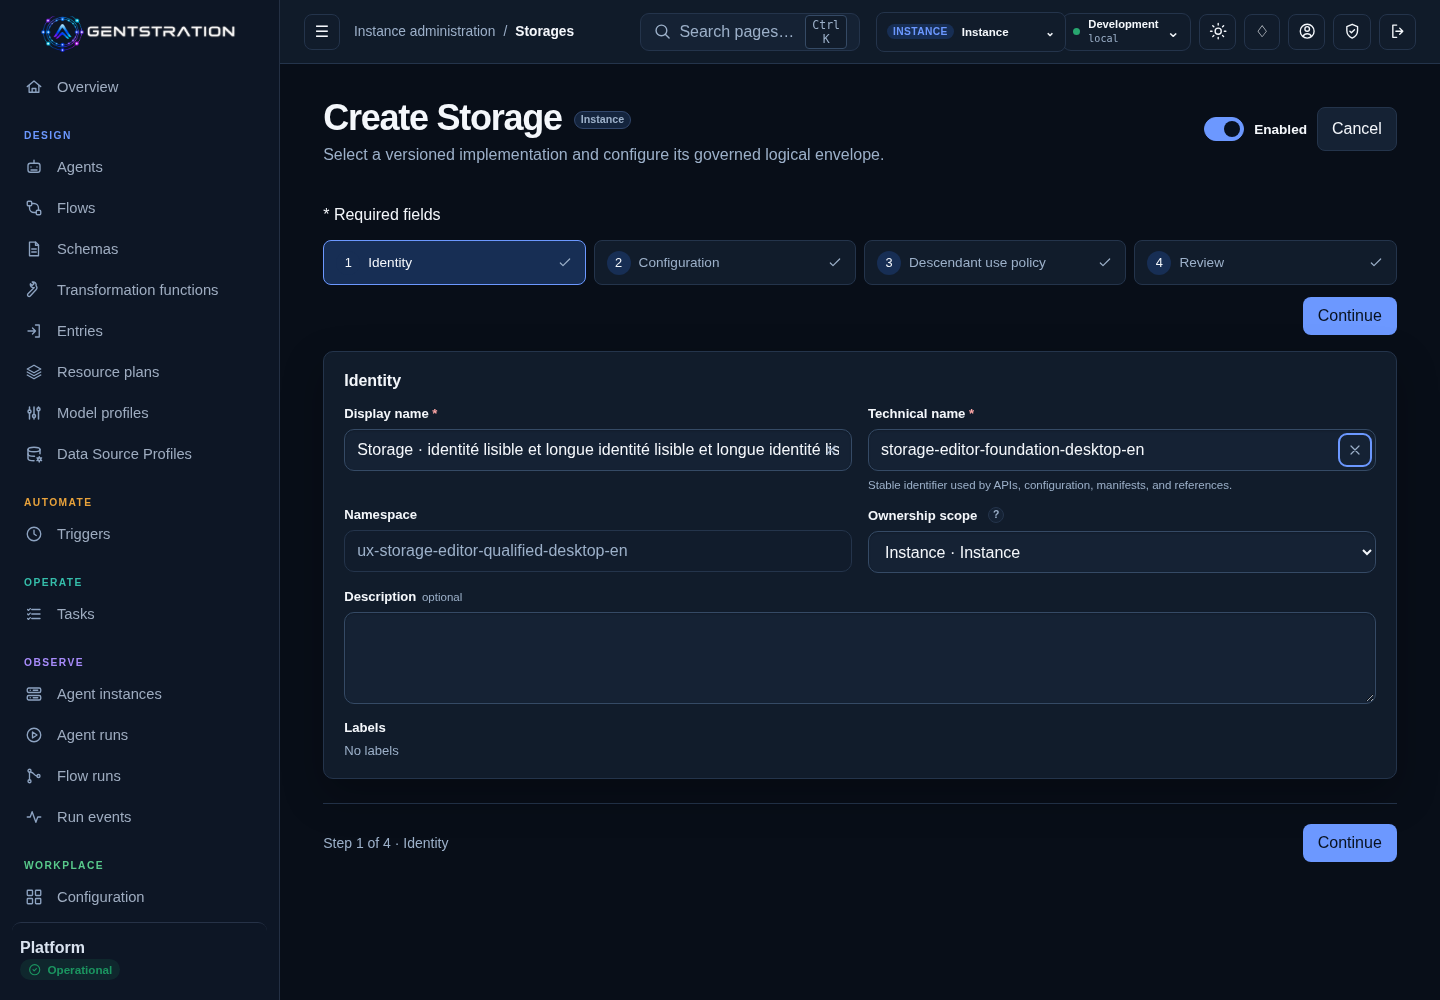 GENTSTRATION
Overview
DESIGN
Agents
Flows
Schemas
Transformation functions
Entries
Resource plans
Model profiles
Data Source Profiles
AUTOMATE
Triggers
OPERATE
Tasks
OBSERVE
Agent instances
Agent runs
Flow runs
Run events
WORKPLACE
Configuration
Platform
Operational
Instance administration / Storages
Search pages…
Ctrl
K
INSTANCE Instance
Development
local
Create Storage Instance
Select a versioned implementation and configure its governed logical envelope.
Enabled
Cancel
* Required fields
1 Identity
2 Configuration
3 Descendant use policy
4 Review
Continue
Identity
Display name *
Storage · identité lisible et longue identité lisible et longue identité lis
Technical name *
storage-editor-foundation-desktop-en
Stable identifier used by APIs, configuration, manifests, and references.
Namespace
ux-storage-editor-qualified-desktop-en
Ownership scope ?
Instance · Instance
Description optional
Labels
No labels
Step 1 of 4 · Identity
Continue